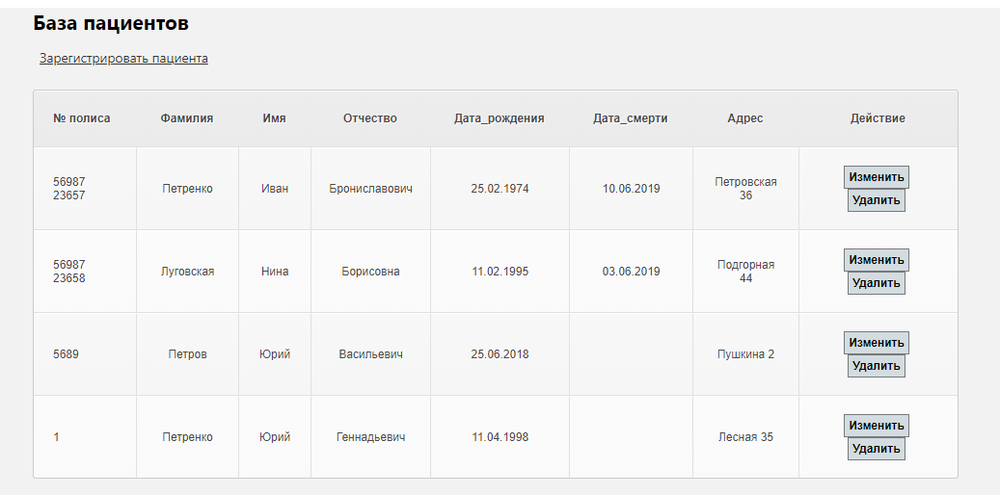 База пациентов
Зарегистрировать пациента
№ полиса Фамилия Имя Отчество Дата_рождения Дата_смерти Адрес Действие
56987
23657
Петренко Иван Брониславович 25.02.1974 10.06.2019
Петровская
36
Изменить
Удалить
56987
23658
Луговская Нина Борисовна 11.02.1995 03.06.2019
Подгорная
44
Изменить
Удалить
5689 Петров Юрий Васильевич 25.06.2018 Пушкина 2
Изменить
Удалить
1 Петренко Юрий Геннадьевич 11.04.1998 Лесная 35
Изменить
Удалить